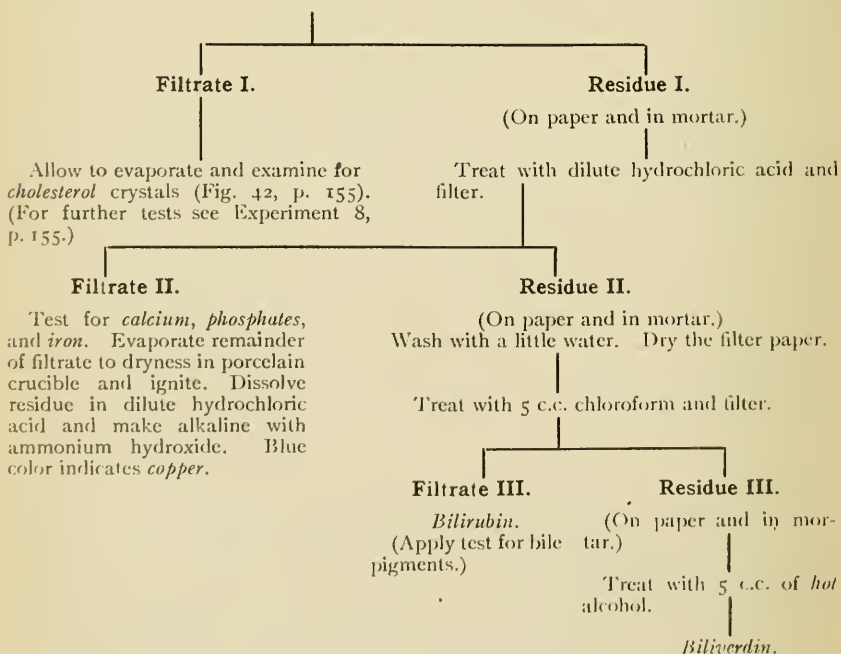 Filtrate I.
Residue I.
(On paper and in mortar.)
Allow to evaporate and examine for
cholesterol crystals (Fig. 42, p. 155).
(For further tests see Experiment 8,
p. 155.)
Treat with dilute hydrochloric acid and
filter.
Filtrate II.
Test for calcium, phosphates,
and iron. Evaporate remainder
of filtrate to dryness in porcelain
crucible and ignite. Dissolve
residue in dilute hydrochloric
acid and make alkaline with
ammonium hydroxide. Blue
color indicates copper.
Residue II.
(On paper and in mortar.)
Wash with a little water. Dry the filter paper.
Treat with 5 c.c. chloroform and filter.
Filtrate III.
Bilirubin.
(Apply test for bile
pigments.)
Residue III.
(On paper and in mor-
tar.)
Treat with 5 c.c. of hot
alcohol.
Biliverdin.